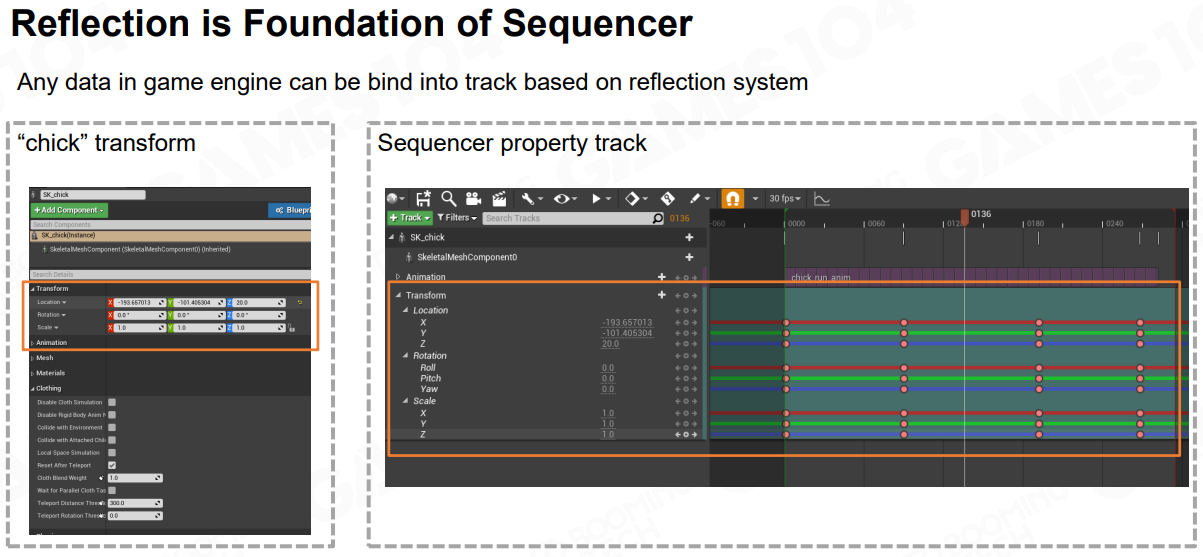 Reflection is Foundation of Sequencer
Any data in game engine can be bind into track based on reflection system
“chick” transform
SK_chick
+Add Component
Bluepri
Search Components
SK_chick(Instance)
SkeletalMeshComponent (SkeletalMeshComponent0) (Inherited)
Search Details
Transform
Location X -193.657013 Y -101.405304 Z 20.0
Rotation X 0.0° Y 0.0° Z 0.0°
Scale X 1.0 Y 1.0 Z 1.0
Animation
Mesh
Materials
Clothing
Disable Cloth Simulation
Disable Rigid Body Anim N
Collide with Environment
Collide with Attached Chil
Local Space Simulation
Reset After Teleport
Cloth Blend Weight 1.0
Wait for Parallel Cloth Tas
Teleport Distance Thresh 300.0
Teleport Rotation Thresh 0.0
Sequencer property track
30 fps
+ Track Filters Search Tracks 0136
-060 0000 0060 012 0136 0180 0240
SK_chick
SkeletalMeshComponent0
Animation
chick_run_anim
Transform
Location
X -193.657013
Y -101.405304
Z 20.0
Rotation
Roll 0.0
Pitch 0.0
Yaw 0.0
Scale
X 1.0
Y 1.0
Z 1.0
GAMES104
BOOMING
TECH